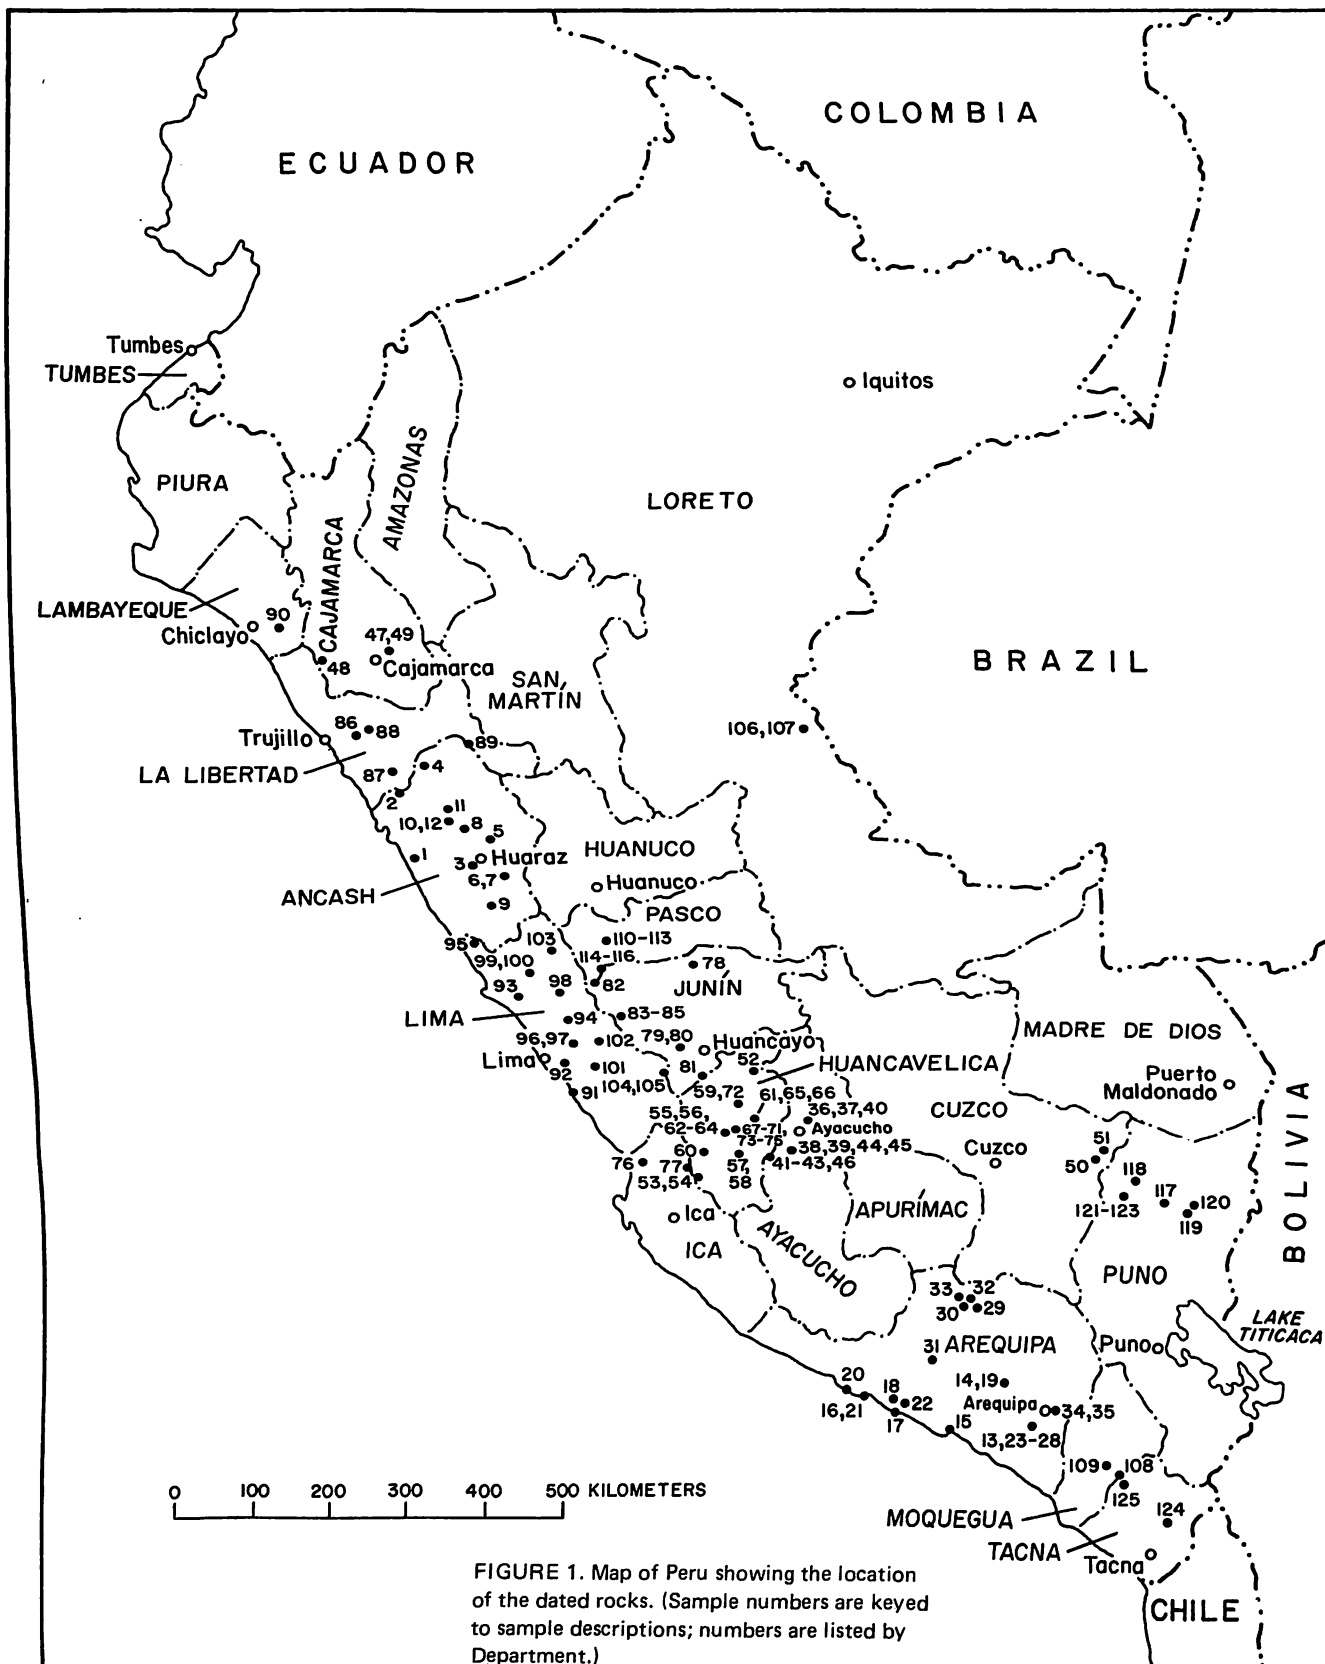 COLOMBIA
ECUADOR
Tumbes
TUMBES
Iquitos
AMAZONAS
PIURA
LORETO
CAJAMARCA
LAMBAYEQUE
90
Chiclayo
47,49
48
Cajamarca
BRAZIL
SAN
MARTÍN
86
88
Trujillo
89
106,107
LA LIBERTAD
87
4
2
11
10,12
8
5
1
3
Huaraz
HUANUCO
6,7
Huanuco
ANCASH
9
PASCO
95
103
110-113
99,100
114-116
78
93
98
82
JUNÍN
LIMA
94
83-85
MADRE DE DIOS
96,97
102
79,80
Huancayo
Lima
92
101
81
52
HUANCAVELICA
Puerto
Maldonado
91
104,105
59,72
61,65,66
BOLIVIA
55,56,
62-64
36,37,40
CUZCO
67-71,
73-75
Ayacucho
76
60
38,39,44,45
Cuzco
51
50
77
57,
58
41-43,46
53,54
118
117
120
121-123
119
Ica
APURÍMAC
ICA
AYACUCHO
PUNO
33
32
30
29
LAKE
TITICACA
31
AREQUIPA
Puno
20
18
14,19
16,21
22
Arequipa
34,35
17
15
13,23-28
109
108
125
0 100 200 300 400 500 KILOMETERS
MOQUEGUA
124
TACNA
Tacna
CHILE
FIGURE 1. Map of Peru showing the location
of the dated rocks. (Sample numbers are keyed
to sample descriptions; numbers are listed by
Department.)